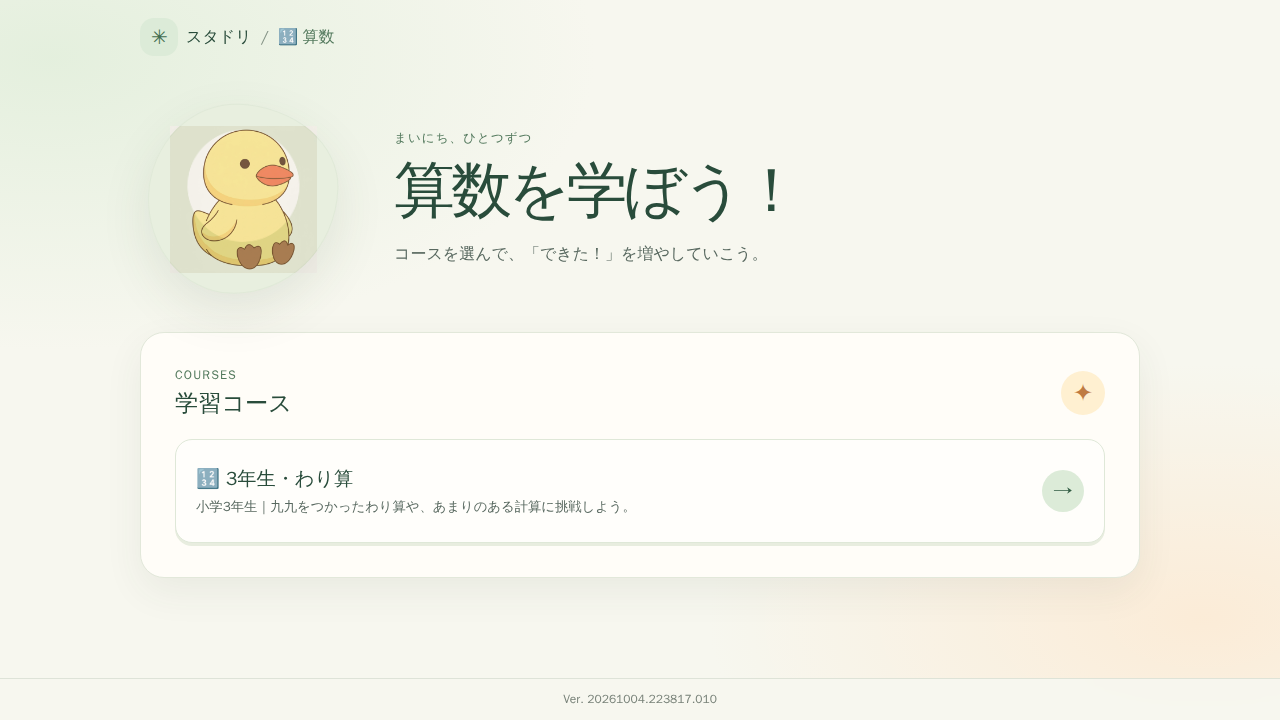 スタドリ / 🔢 算数
まいにち、ひとつずつ
算数を学ぼう！
コースを選んで、「できた！」を増やしていこう。
COURSES
学習コース
🔢 3年生・わり算
小学3年生｜九九をつかったわり算や、あまりのある計算に挑戦しよう。
Ver. 20261004.223817.010